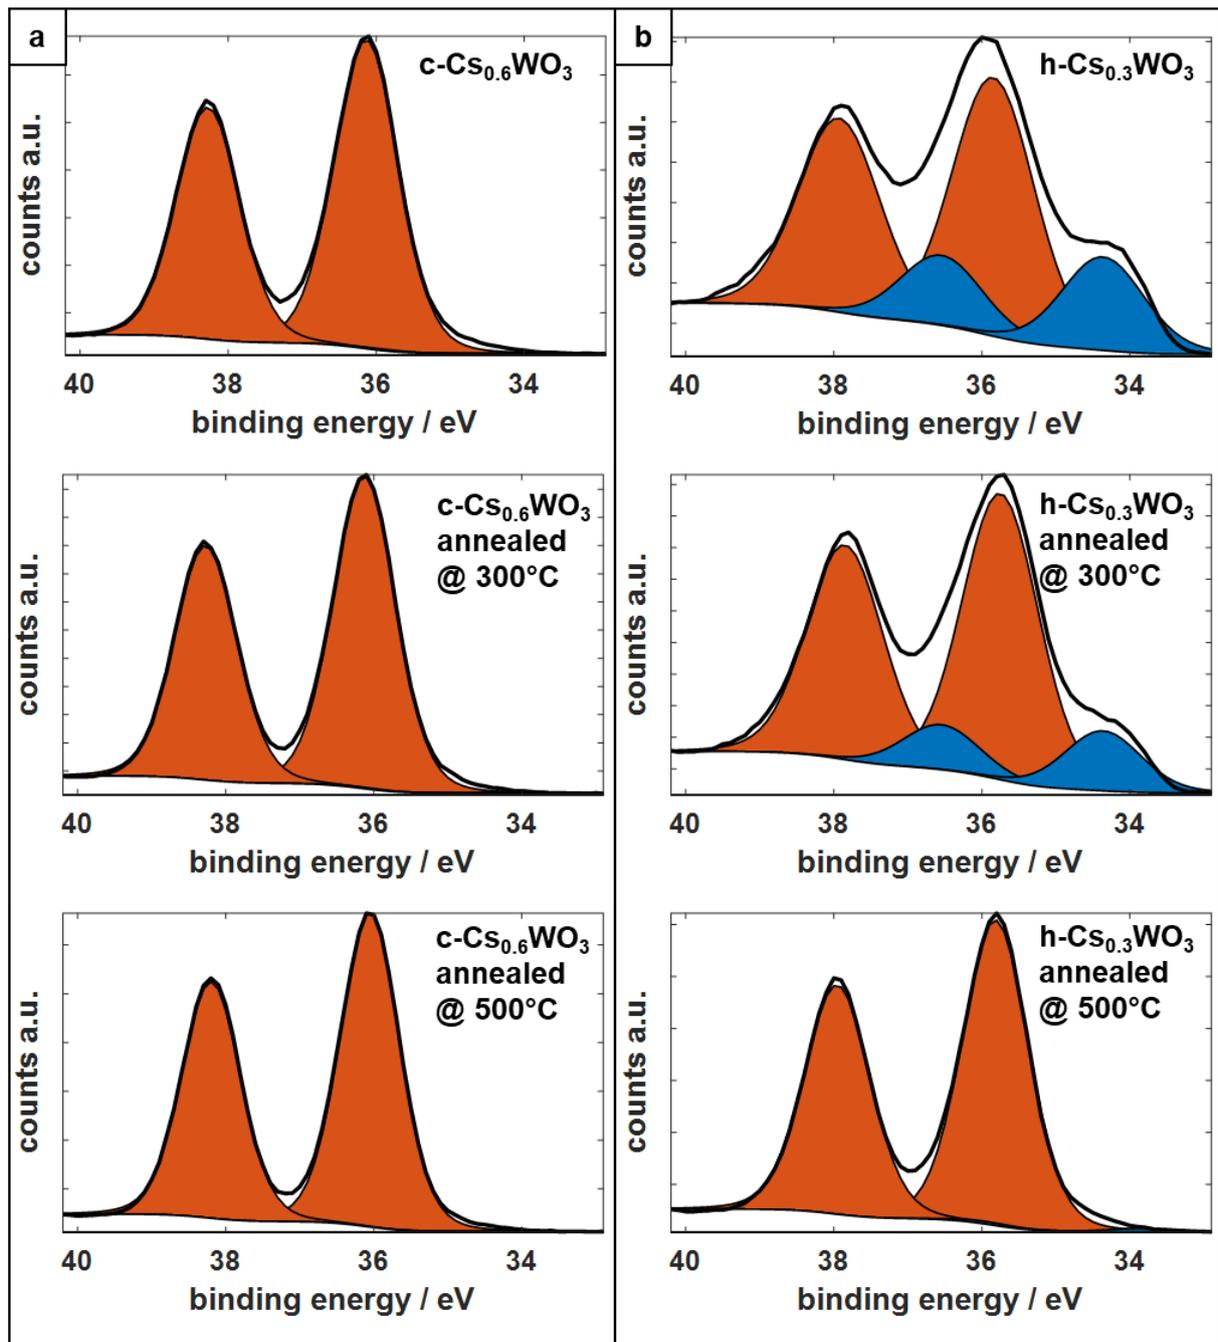 a
c-Cs0.6WO3
counts a.u.
40 38 36 34
binding energy / eV
c-Cs0.6WO3
annealed
@ 300°C
counts a.u.
40 38 36 34
binding energy / eV
c-Cs0.6WO3
annealed
@ 500°C
counts a.u.
40 38 36 34
binding energy / eV
b
h-Cs0.3WO3
counts a.u.
40 38 36 34
binding energy / eV
h-Cs0.3WO3
annealed
@ 300°C
counts a.u.
40 38 36 34
binding energy / eV
h-Cs0.3WO3
annealed
@ 500°C
counts a.u.
40 38 36 34
binding energy / eV